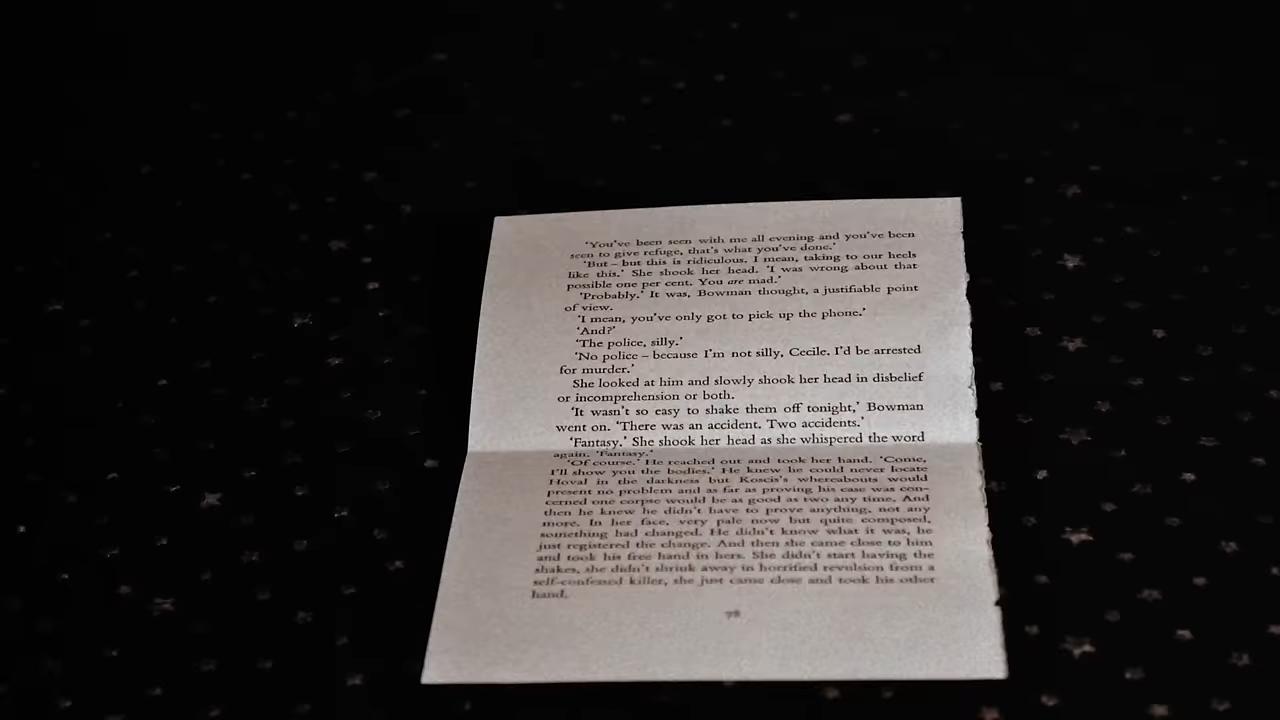 ‘You’ve been seen with me all evening and you’ve been
seen to give refuge, that’s what you’ve done.’
‘But – but this is ridiculous. I mean, taking to our heels
like this.’ She shook her head. ‘I was wrong about that
possible one per cent. You are mad.’
‘Probably.’ It was, Bowman thought, a justifiable point
of view.
‘I mean, you’ve only got to pick up the phone.’
‘And?’
‘The police, silly.’
‘No police – because I’m not silly, Cecile. I’d be arrested
for murder.’
She looked at him and slowly shook her head in disbelief
or incomprehension or both.
‘It wasn’t so easy to shake them off tonight,’ Bowman
went on. ‘There was an accident. Two accidents.’
‘Fantasy.’ She shook her head as she whispered the word
again. ‘Fantasy.’
‘Of course.’ He reached out and took her hand. ‘Come,
I’ll show you the bodies.’ He knew he could never locate
Hoval in the darkness but Koscis’s whereabouts would
present no problem and as far as proving his case was con-
cerned one corpse would be as good as two any time. And
then he knew he didn’t have to prove anything, not any
more. In her face, very pale now but quite composed,
something had changed. He didn’t know what it was, he
just registered the change. And then she came close to him
and took his free hand in hers. She didn’t start having the
shakes, she didn’t shrink away in horrified revulsion from a
self-confessed killer, she just came close and took his other
hand.
78